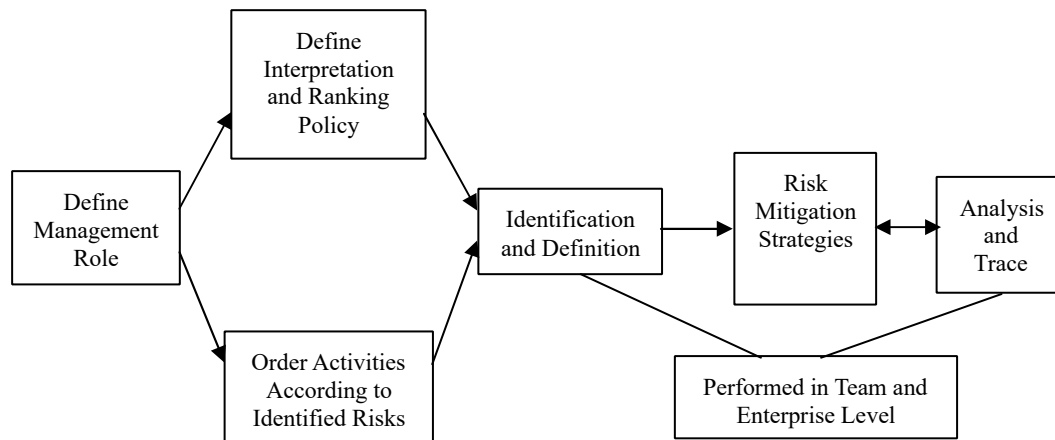 Define
Interpretation
and Ranking
Policy
Define
Management
Role
Identification
and Definition
Risk
Mitigation
Strategies
Analysis
and
Trace
Order Activities
According to
Identified Risks
Performed in Team and
Enterprise Level